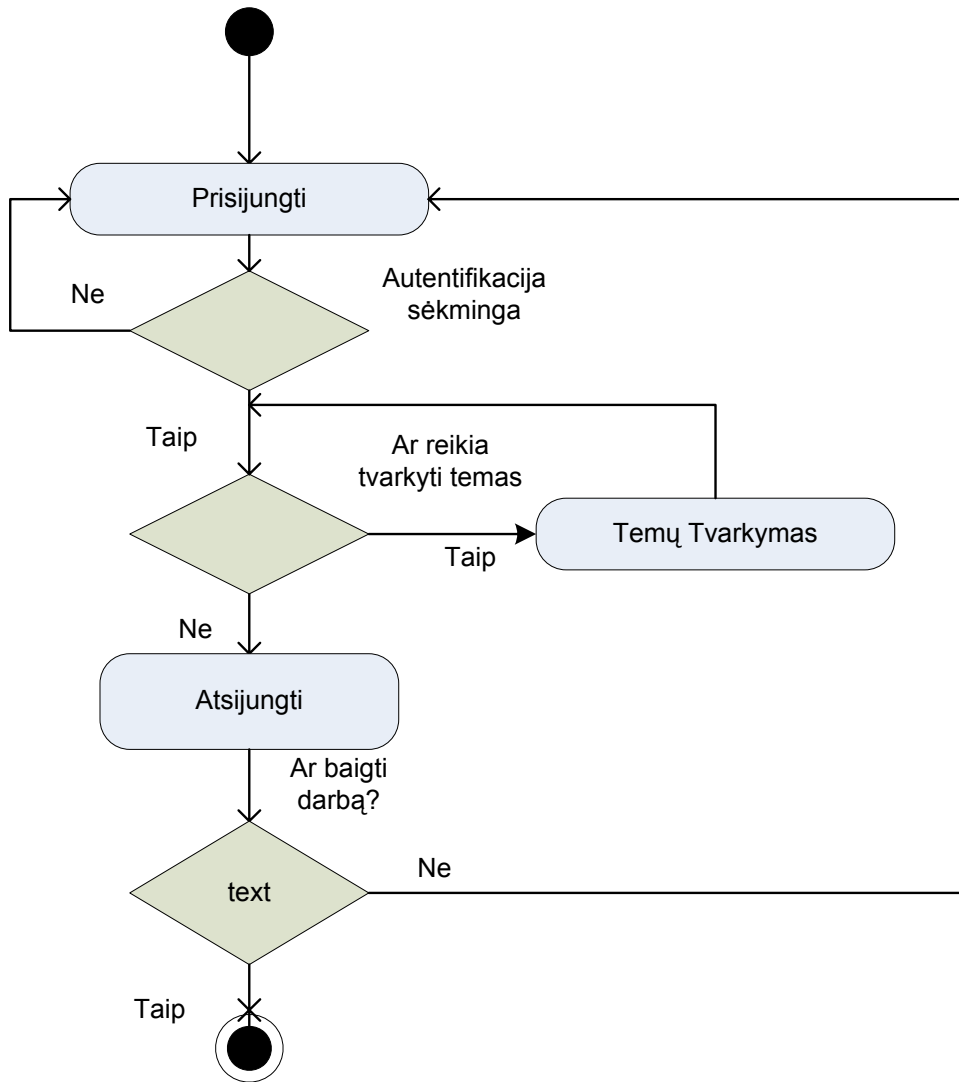 Prisijungti
Ne
Autentifikacija
sėkminga
Taip
Ar reikia
tvarkyti temas
Taip
Temų Tvarkymas
Ne
Atsijungti
Ar baigti
darbą?
text
Ne
Taip